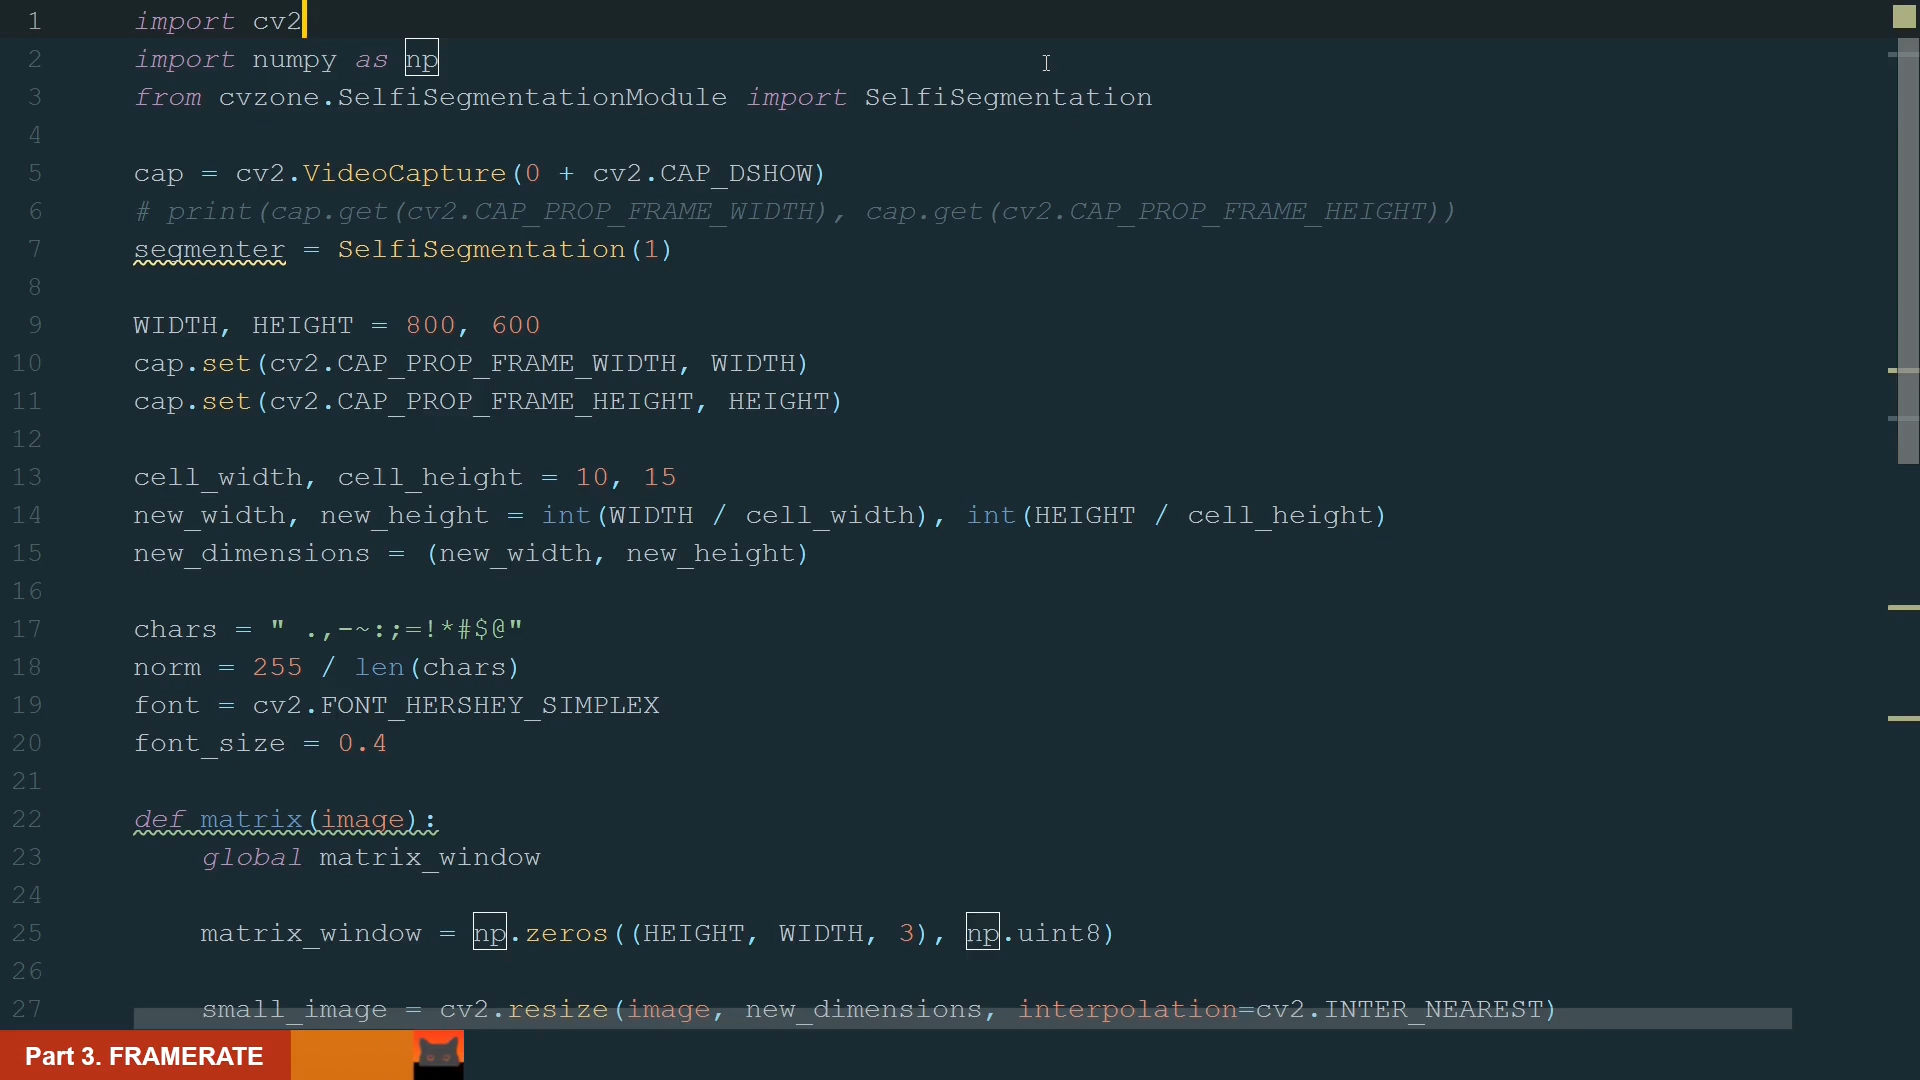 1 import cv2
2 import numpy as np
3 from cvzone.SelfiSegmentationModule import SelfiSegmentation
4
5 cap = cv2.VideoCapture(0 + cv2.CAP_DSHOW)
6 # print(cap.get(cv2.CAP_PROP_FRAME_WIDTH), cap.get(cv2.CAP_PROP_FRAME_HEIGHT))
7 segmenter = SelfiSegmentation(1)
8
9 WIDTH, HEIGHT = 800, 600
10 cap.set(cv2.CAP_PROP_FRAME_WIDTH, WIDTH)
11 cap.set(cv2.CAP_PROP_FRAME_HEIGHT, HEIGHT)
12
13 cell_width, cell_height = 10, 15
14 new_width, new_height = int(WIDTH / cell_width), int(HEIGHT / cell_height)
15 new_dimensions = (new_width, new_height)
16
17 chars = " .,-~:;=!*#$@"
18 norm = 255 / len(chars)
19 font = cv2.FONT_HERSHEY_SIMPLEX
20 font_size = 0.4
21
22 def matrix(image):
23     global matrix_window
24
25     matrix_window = np.zeros((HEIGHT, WIDTH, 3), np.uint8)
26
27     small_image = cv2.resize(image, new_dimensions, interpolation=cv2.INTER_NEAREST)
Part 3. FRAMERATE